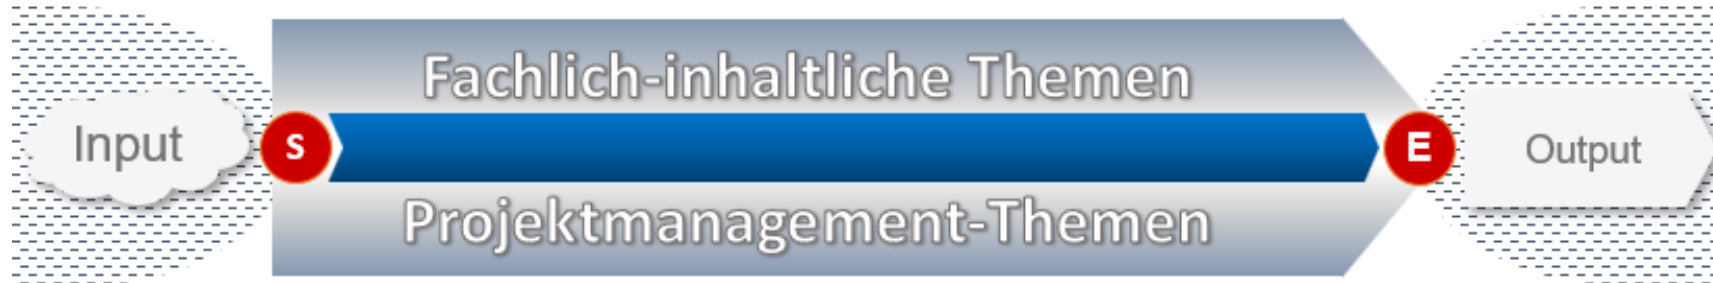 Fachlich-inhaltliche Themen
Input
S
E
Output
Projektmanagement-Themen